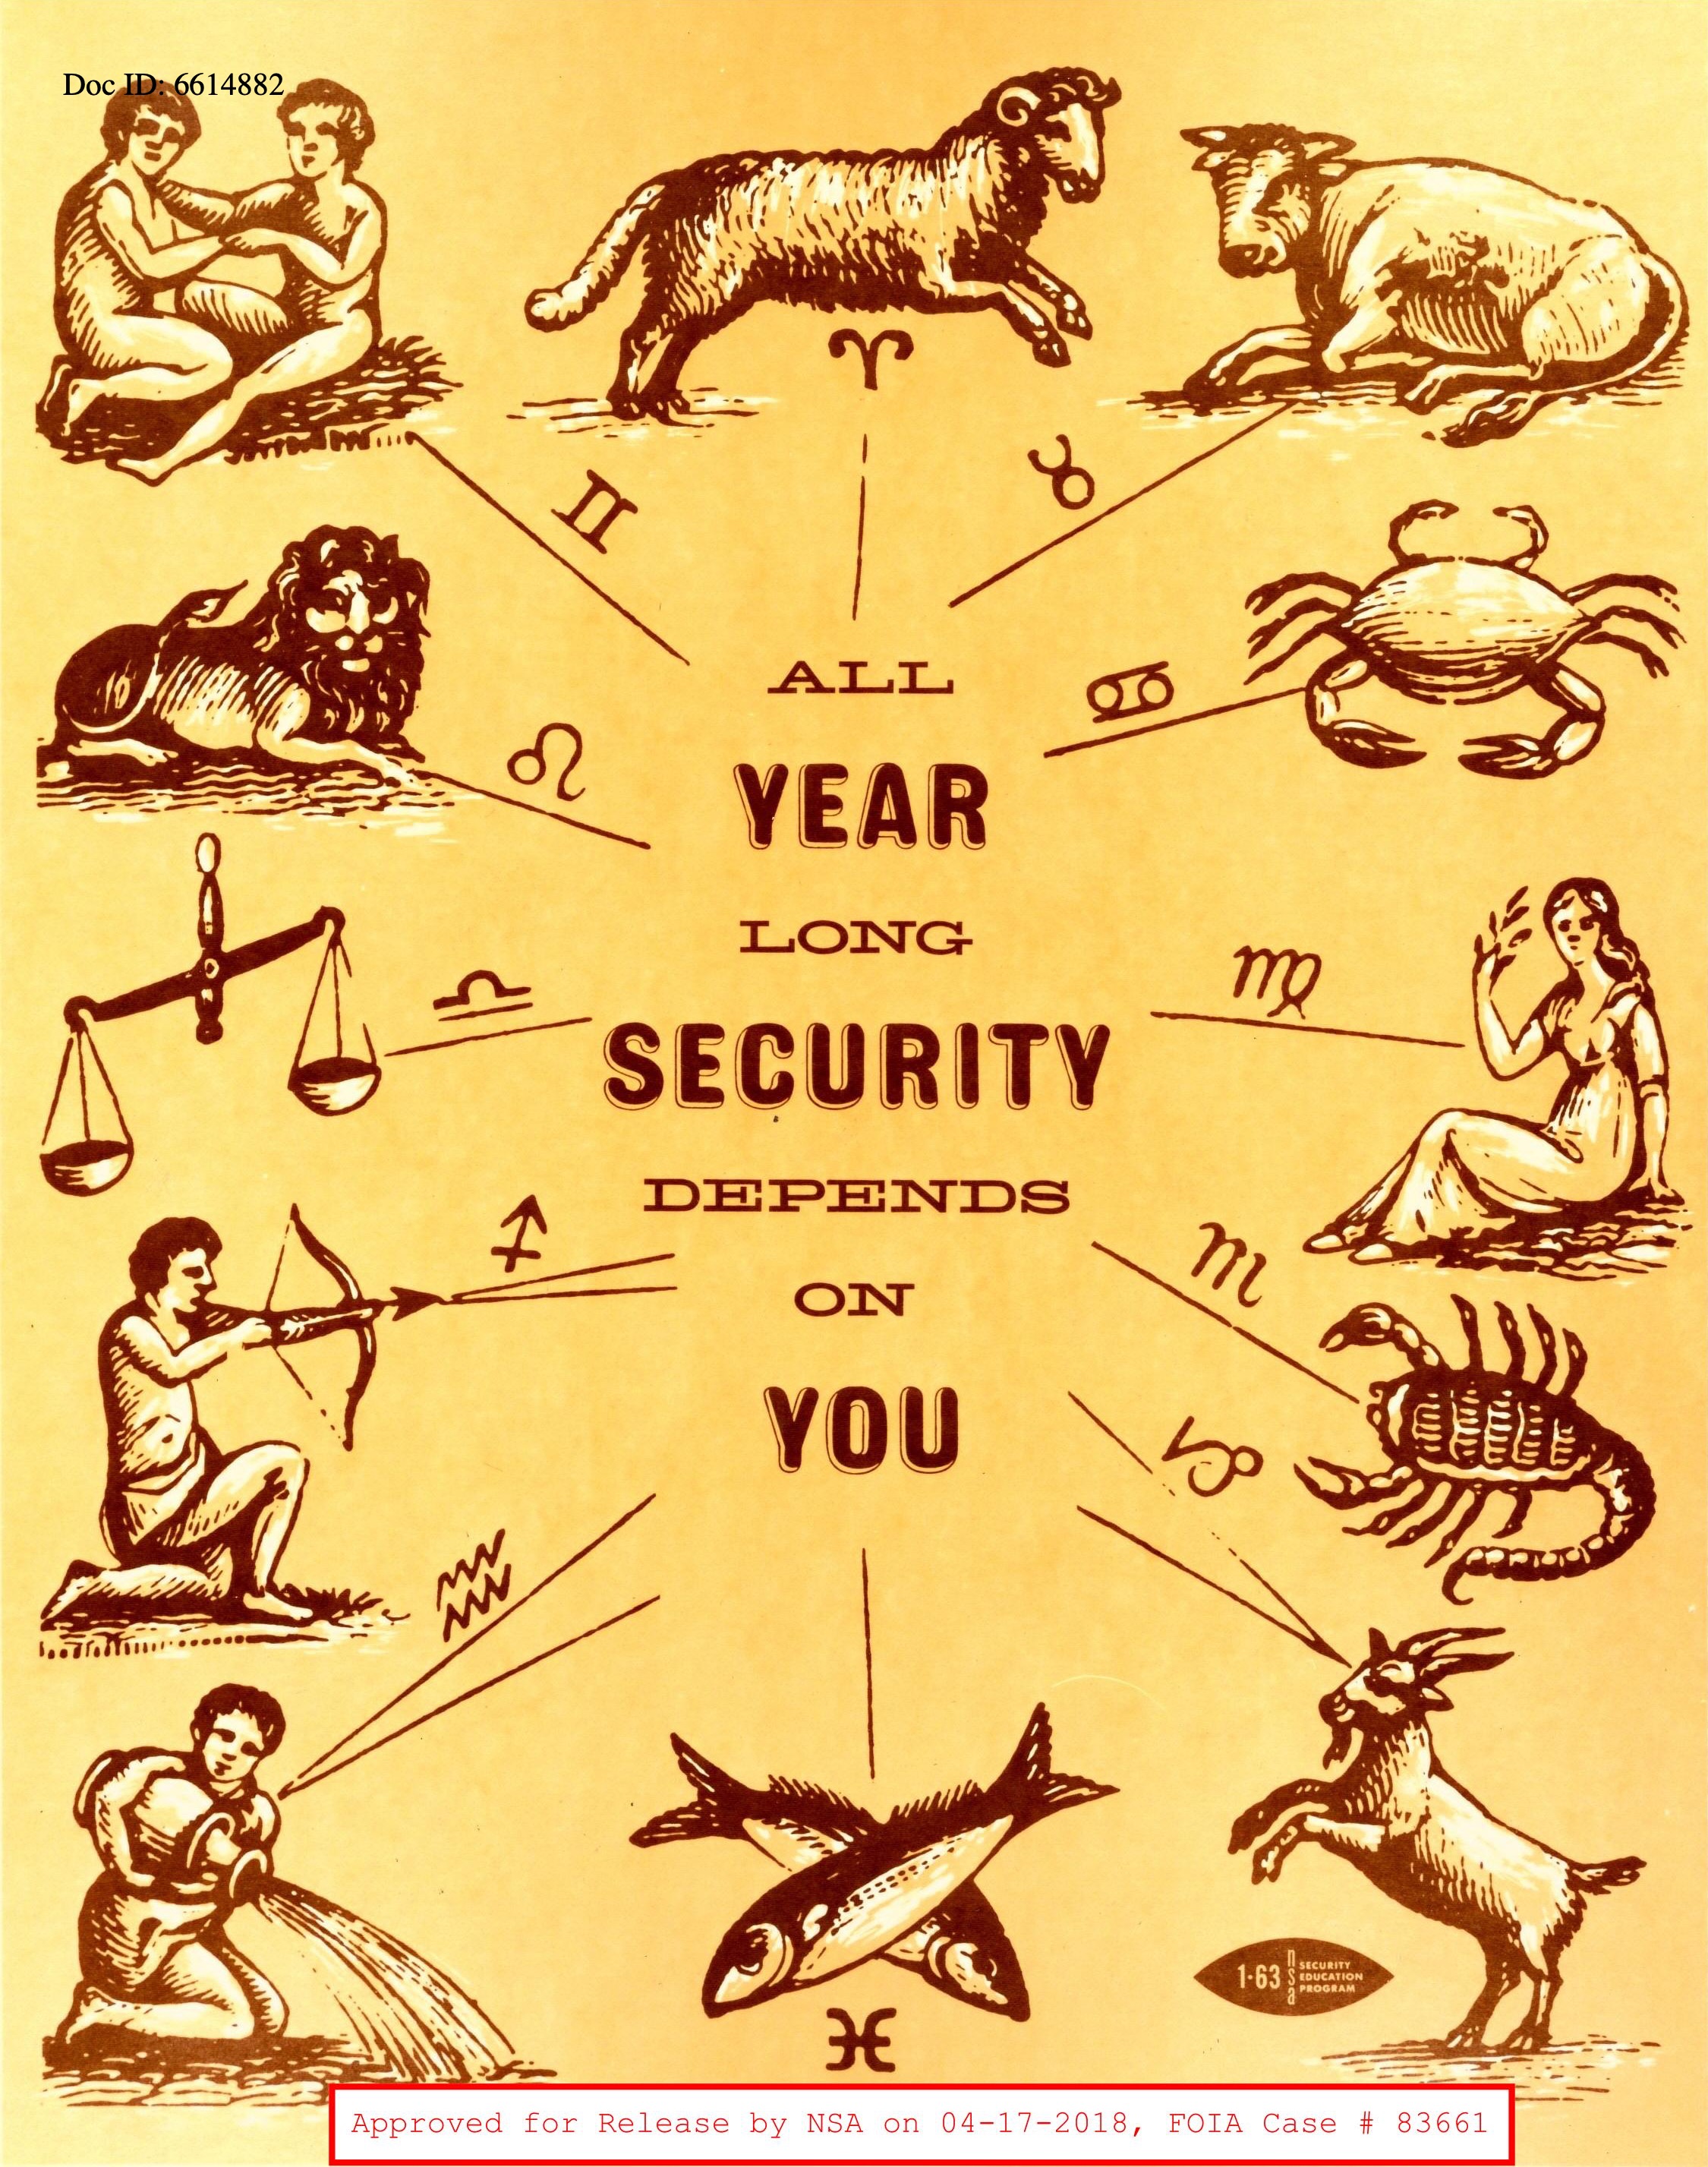 Doc ID: 6614882
♈
♉
♊
ALL
♋
YEAR
♌
LONG
♍
♎
SECURITY
DEPENDS
♐
♏
ON
YOU
♑
♒
1-63 nsa SECURITY
EDUCATION
PROGRAM
♓
Approved for Release by NSA on 04-17-2018, FOIA Case # 83661